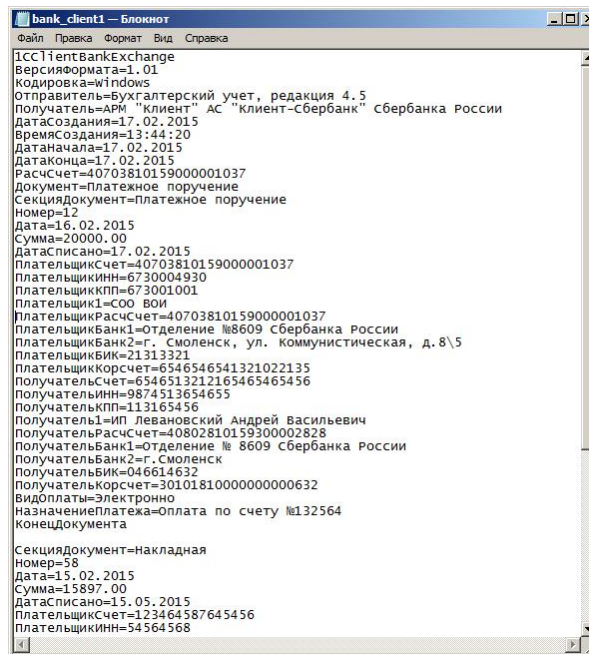 bank_client1 — Блокнот
Файл Правка Формат Вид Справка
1CClientBankExchange
ВерсияФормата=1.01
Кодировка=Windows
Отправитель=Бухгалтерский учет, редакция 4.5
Получатель=АРМ "Клиент" АС "Клиент-Сбербанк" Сбербанка России
ДатаСоздания=17.02.2015
ВремяСоздания=13:44:20
ДатаНачала=17.02.2015
ДатаКонца=17.02.2015
РасчСчет=40703810159000001037
Документ=Платежное поручение
СекцияДокумент=Платежное поручение
Номер=12
Дата=16.02.2015
Сумма=20000.00
ДатаСписано=17.02.2015
ПлательщикСчет=40703810159000001037
ПлательщикИНН=6730004930
ПлательщикКПП=673001001
Плательщик1=СОО ВОИ
ПлательщикРасчСчет=40703810159000001037
ПлательщикБанк1=Отделение №8609 Сбербанка России
ПлательщикБанк2=г. Смоленск, ул. Коммунистическая, д.8\5
ПлательщикБИК=21313321
ПлательщикКорсчет=6546546541321022135
ПолучательСчет=6546513212165465465456
ПолучательИНН=9874513654655
ПолучательКПП=113165456
Получатель1=ИП Левановский Андрей Васильевич
ПолучательРасчСчет=40802810159300002828
ПолучательБанк1=Отделение № 8609 Сбербанка России
ПолучательБанк2=г.Смоленск
ПолучательБИК=046614632
ПолучательКорсчет=30101810000000000632
ВидОплаты=Электронно
НазначениеПлатежа=Оплата по счету №132564
КонецДокумента
СекцияДокумент=Накладная
Номер=58
Дата=15.02.2015
Сумма=15897.00
ДатаСписано=15.05.2015
ПлательщикСчет=123464587645456
ПлательщикИНН=54564568